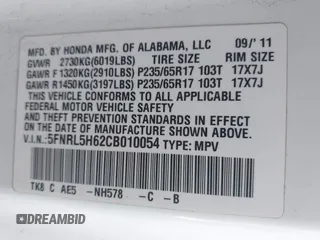 MFD. BY HONDA MFG. OF ALABAMA, LLC 09/'11
GVWR 2730KG(6019LBS) TIRE SIZE RIM SIZE
GAWR F 1320KG(2910LBS) P235/65R17 103T 17X7J
GAWR R1450KG(3197LBS) P235/65R17 103T 17X7J
THIS VEHICLE CONFORMS TO ALL APPLICABLE
FEDERAL MOTOR VEHICLE SAFETY AND
THEFT PREVENTION STANDARDS IN EFFECT ON
THE DATE OF MANUFACTURE SHOWN ABOVE.
V.I.N.:5FNRL5H62CB010054 TYPE: MPV
TK8 C AE5 -NH578 -C -B
DEALERCAR.IO